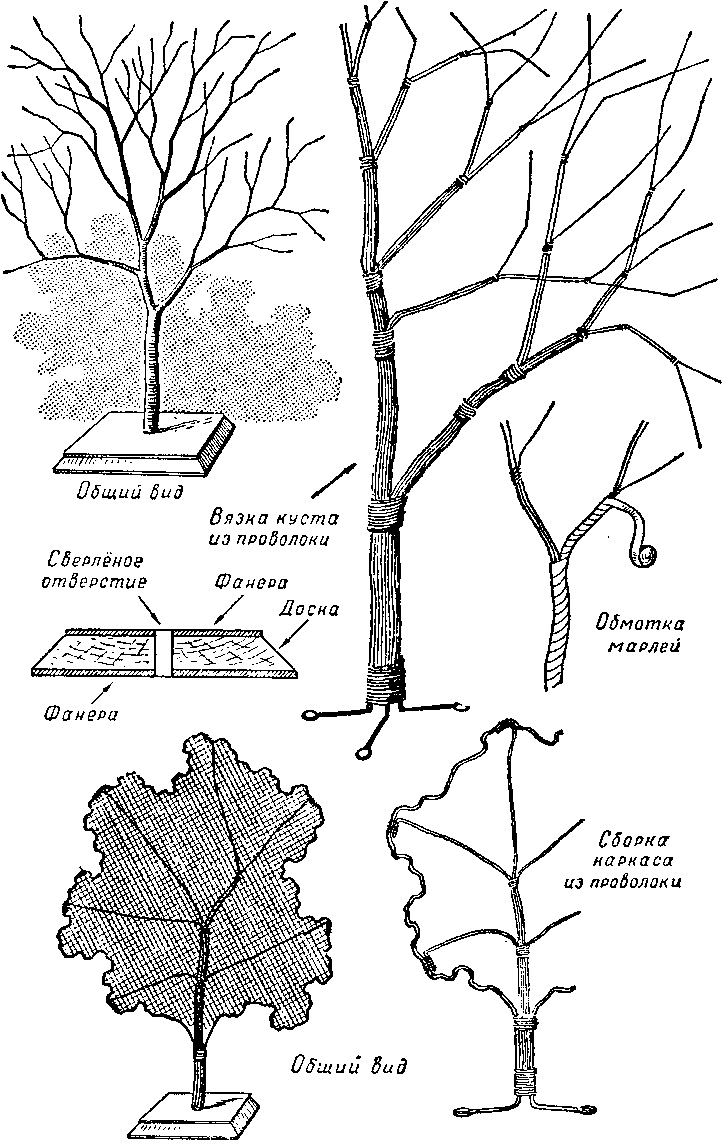 Общий вид
Вязка куста
из проволоки
Сверлёное
отверстие
Фанера
Доска
Обмотка
марлей
Фанера
Сборка
каркаса
из проволоки
Общий вид